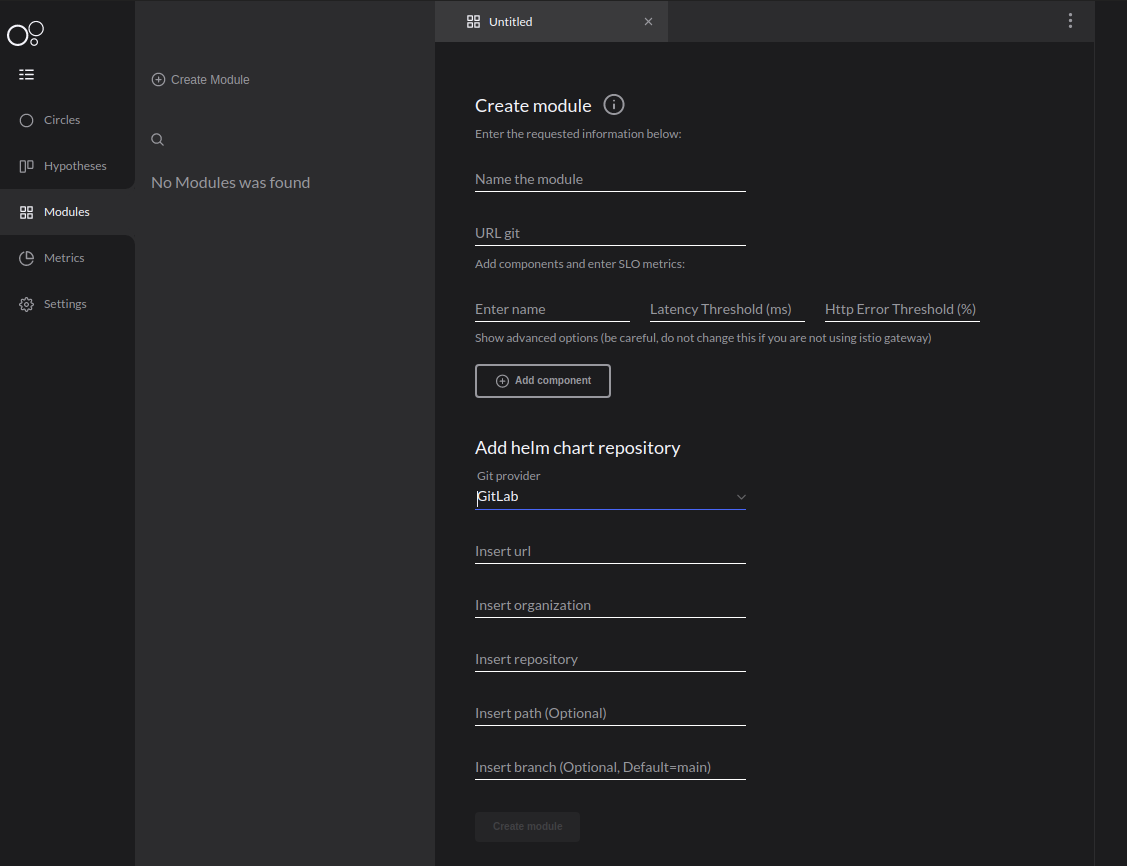 Untitled
Create Module
Circles
Hypotheses
No Modules was found
Modules
Metrics
Settings
Create module
Enter the requested information below:
Name the module
URL git
Add components and enter SLO metrics:
Enter name Latency Threshold (ms) Http Error Threshold (%)
Show advanced options (be careful, do not change this if you are not using istio gateway)
Add component
Add helm chart repository
Git provider
GitLab
Insert url
Insert organization
Insert repository
Insert path (Optional)
Insert branch (Optional, Default=main)
Create module